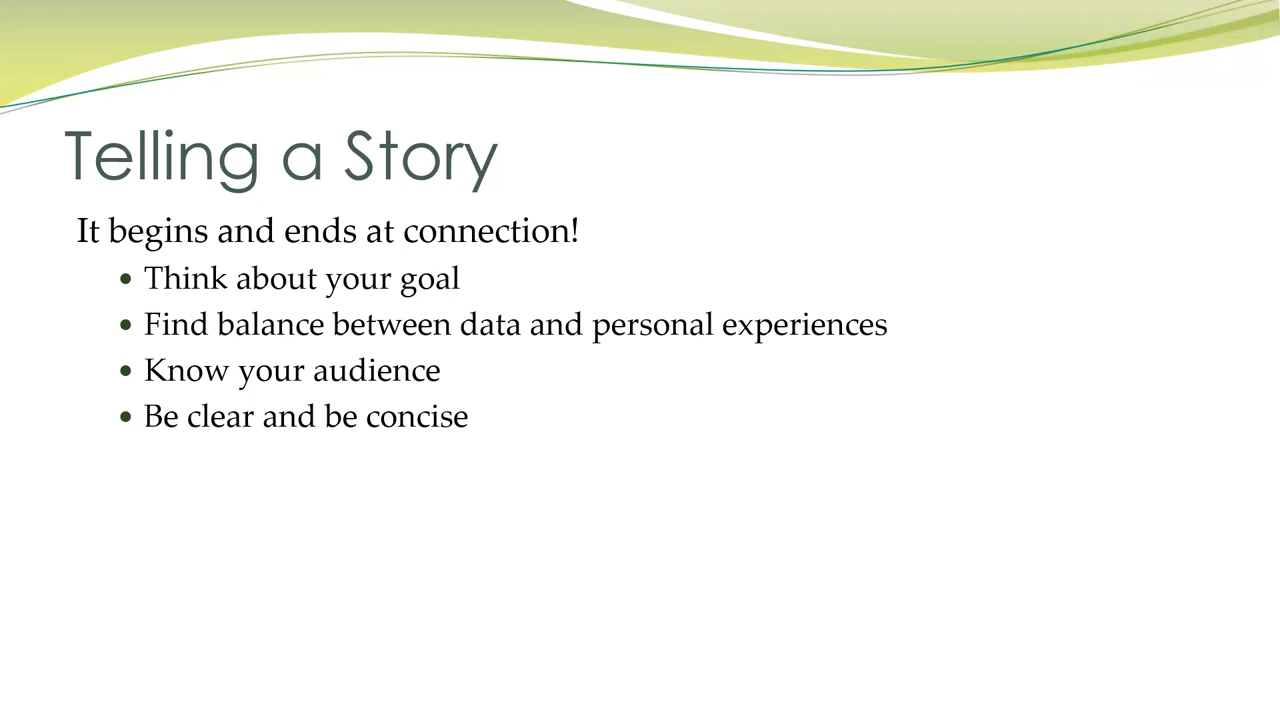 Telling a Story
It begins and ends at connection!
• Think about your goal
• Find balance between data and personal experiences
• Know your audience
• Be clear and be concise